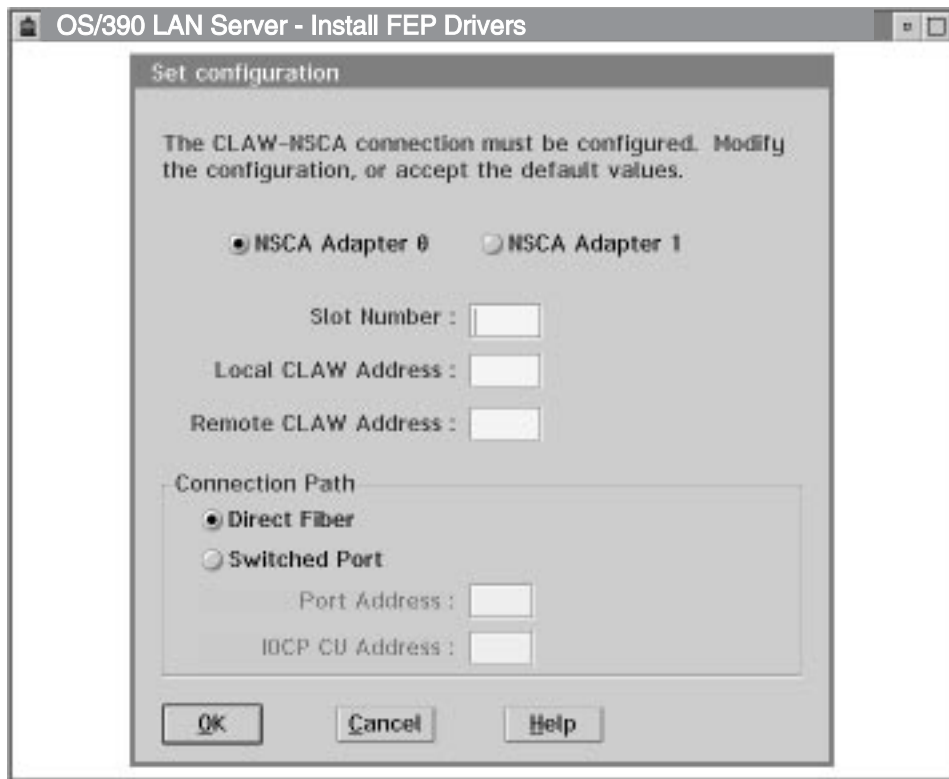 OS/390 LAN Server - Install FEP Drivers
Set configuration
The CLAW-NSCA connection must be configured. Modify
the configuration, or accept the default values.
NSCA Adapter 0 NSCA Adapter 1
Slot Number :
Local CLAW Address :
Remote CLAW Address :
Connection Path
Direct Fiber
Switched Port
Port Address :
IOCP CU Address :
OK Cancel Help